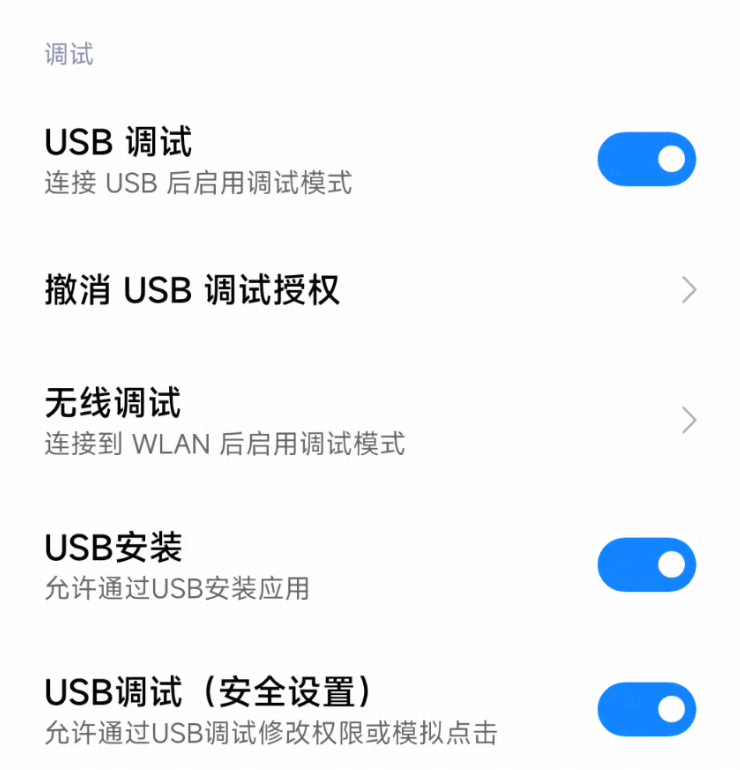 调试
USB 调试
连接 USB 后启用调试模式
撤消 USB 调试授权
无线调试
连接到 WLAN 后启用调试模式
USB安装
允许通过USB安装应用
USB调试（安全设置）
允许通过USB调试修改权限或模拟点击